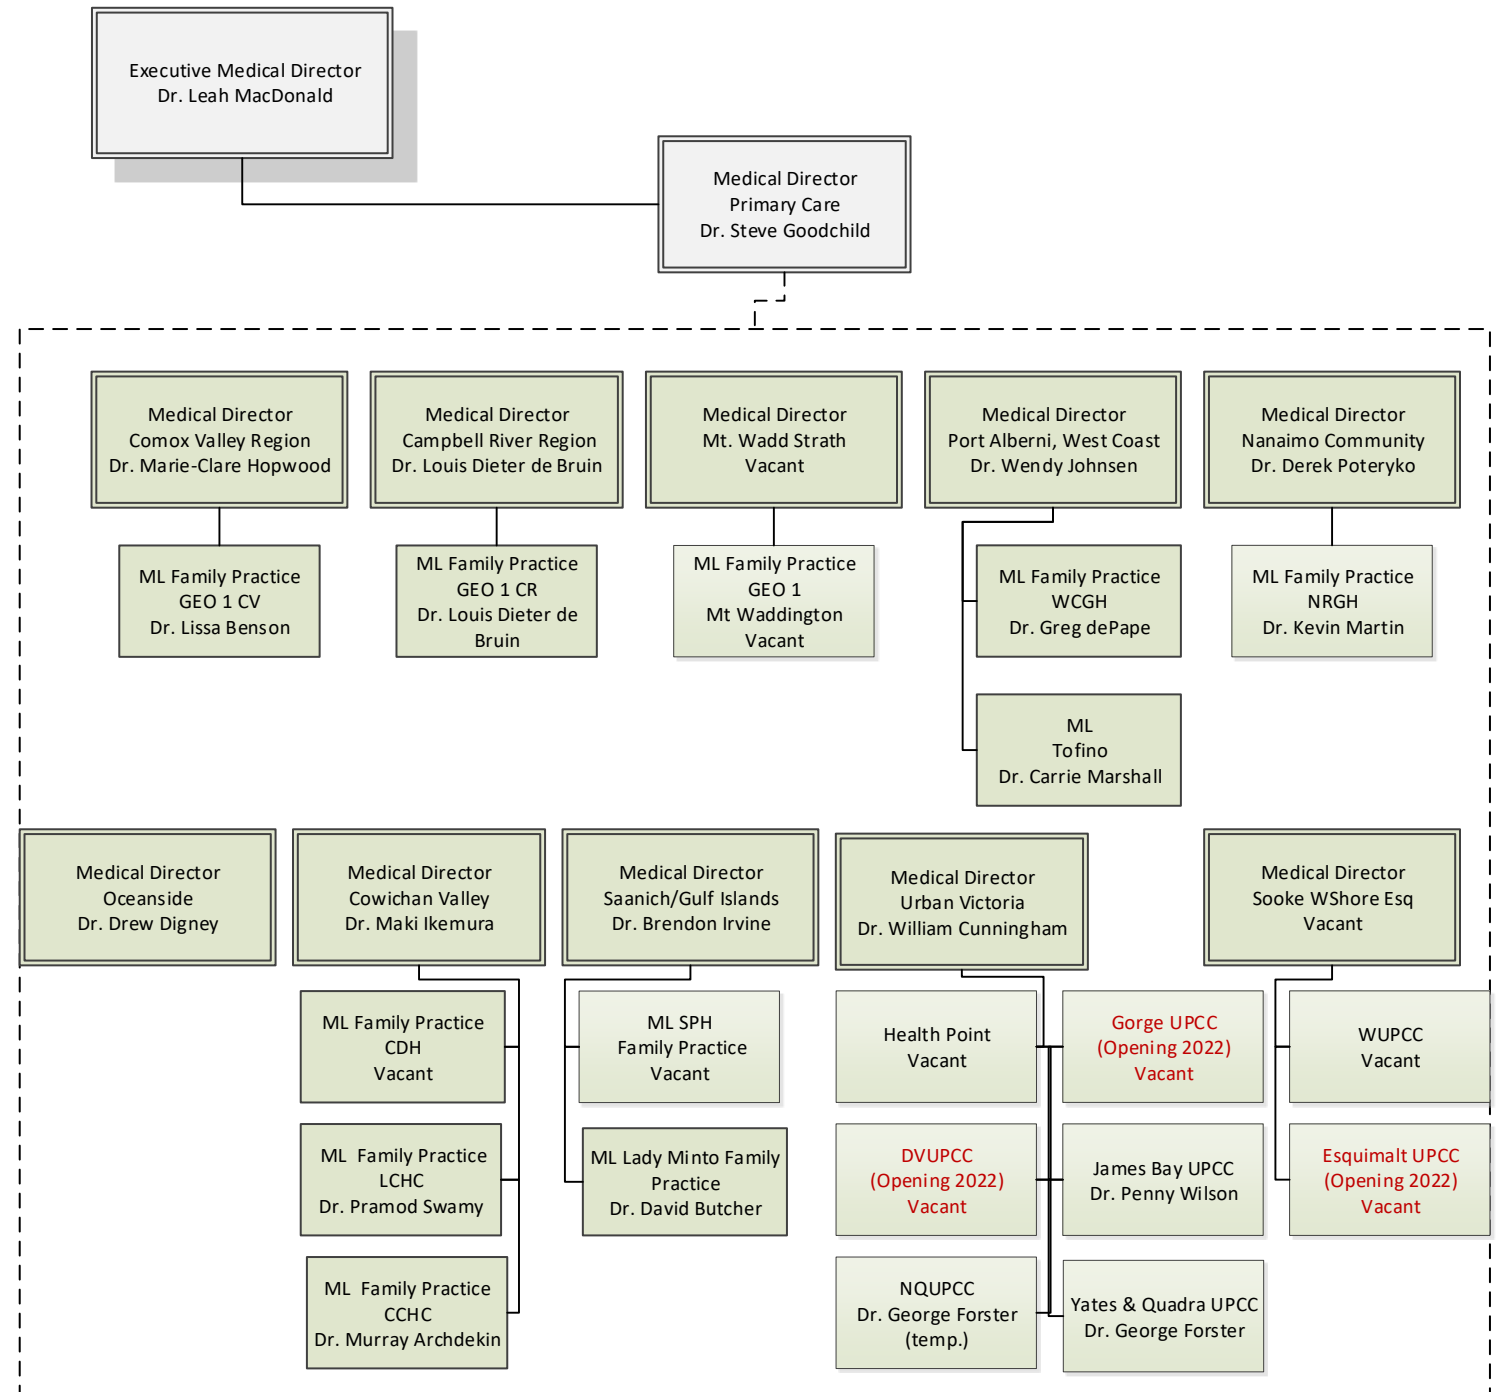 Executive Medical Director
Dr. Leah MacDonald
Medical Director
Primary Care
Dr. Steve Goodchild
Medical Director
Comox Valley Region
Dr. Marie-Clare Hopwood
Medical Director
Campbell River Region
Dr. Louis Dieter de Bruin
Medical Director
Mt. Wadd Strath
Vacant
Medical Director
Port Alberni, West Coast
Dr. Wendy Johnsen
Medical Director
Nanaimo Community
Dr. Derek Poteryko
ML Family Practice
GEO 1 CV
Dr. Lissa Benson
ML Family Practice
GEO 1 CR
Dr. Louis Dieter de
Bruin
ML Family Practice
GEO 1
Mt Waddington
Vacant
ML Family Practice
WCGH
Dr. Greg dePape
ML Family Practice
NRGH
Dr. Kevin Martin
ML
Tofino
Dr. Carrie Marshall
Medical Director
Oceanside
Dr. Drew Digney
Medical Director
Cowichan Valley
Dr. Maki Ikemura
Medical Director
Saanich/Gulf Islands
Dr. Brendon Irvine
Medical Director
Urban Victoria
Dr. William Cunningham
Medical Director
Sooke WShore Esq
Vacant
ML Family Practice
CDH
Vacant
ML SPH
Family Practice
Vacant
Health Point
Vacant
Gorge UPCC
(Opening 2022)
Vacant
WUPCC
Vacant
ML  Family Practice
LCHC
Dr. Pramod Swamy
ML Lady Minto Family
Practice
Dr. David Butcher
DVUPCC
(Opening 2022)
Vacant
James Bay UPCC
Dr. Penny Wilson
Esquimalt UPCC
(Opening 2022)
Vacant
ML  Family Practice
CCHC
Dr. Murray Archdekin
NQUPCC
Dr. George Forster
(temp.)
Yates & Quadra UPCC
Dr. George Forster